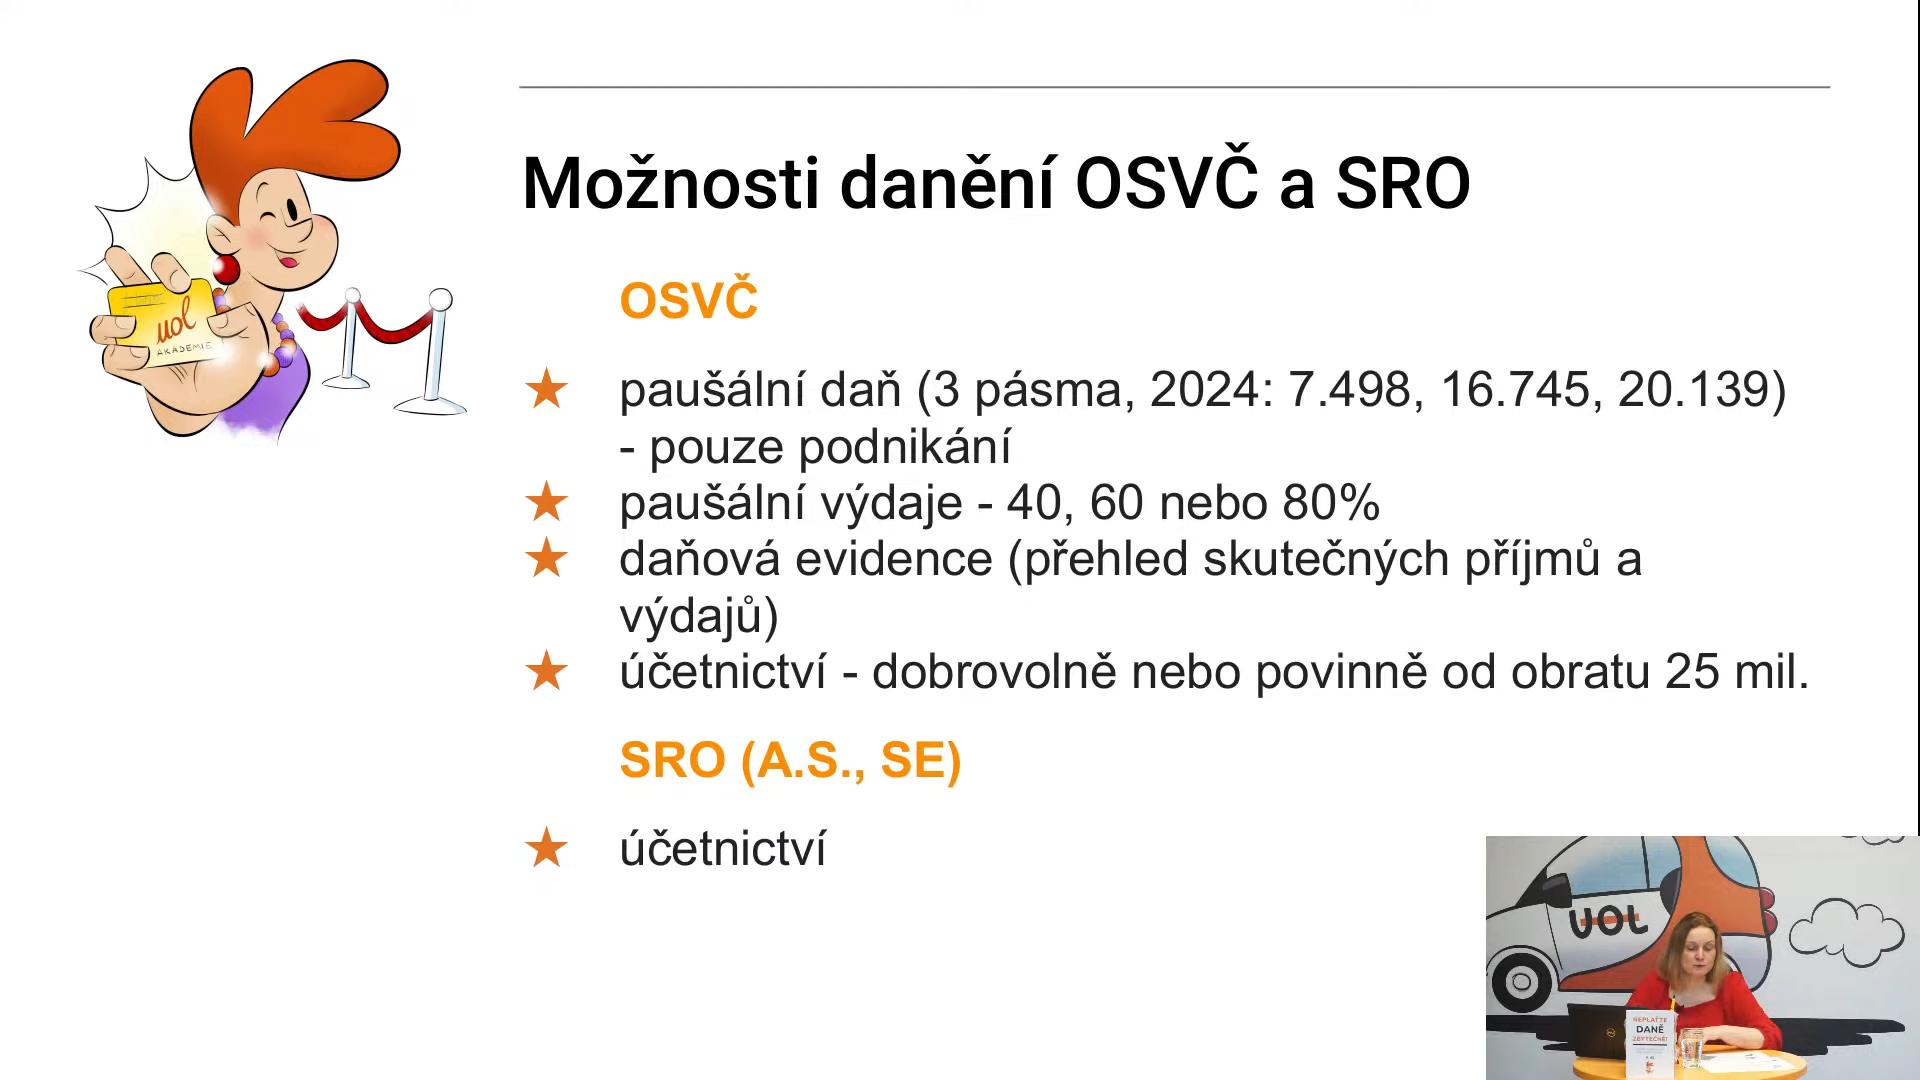 Možnosti danění OSVČ a SRO
OSVČ
★ paušální daň (3 pásma, 2024: 7.498, 16.745, 20.139)
- pouze podnikání
★ paušální výdaje - 40, 60 nebo 80%
★ daňová evidence (přehled skutečných příjmů a
výdajů)
★ účetnictví - dobrovolně nebo povinně od obratu 25 mil.
SRO (A.S., SE)
★ účetnictví
uol
AKADEMIE
UOL
NEPLAŤTE
DANĚ
ZBYTEČNĚ!